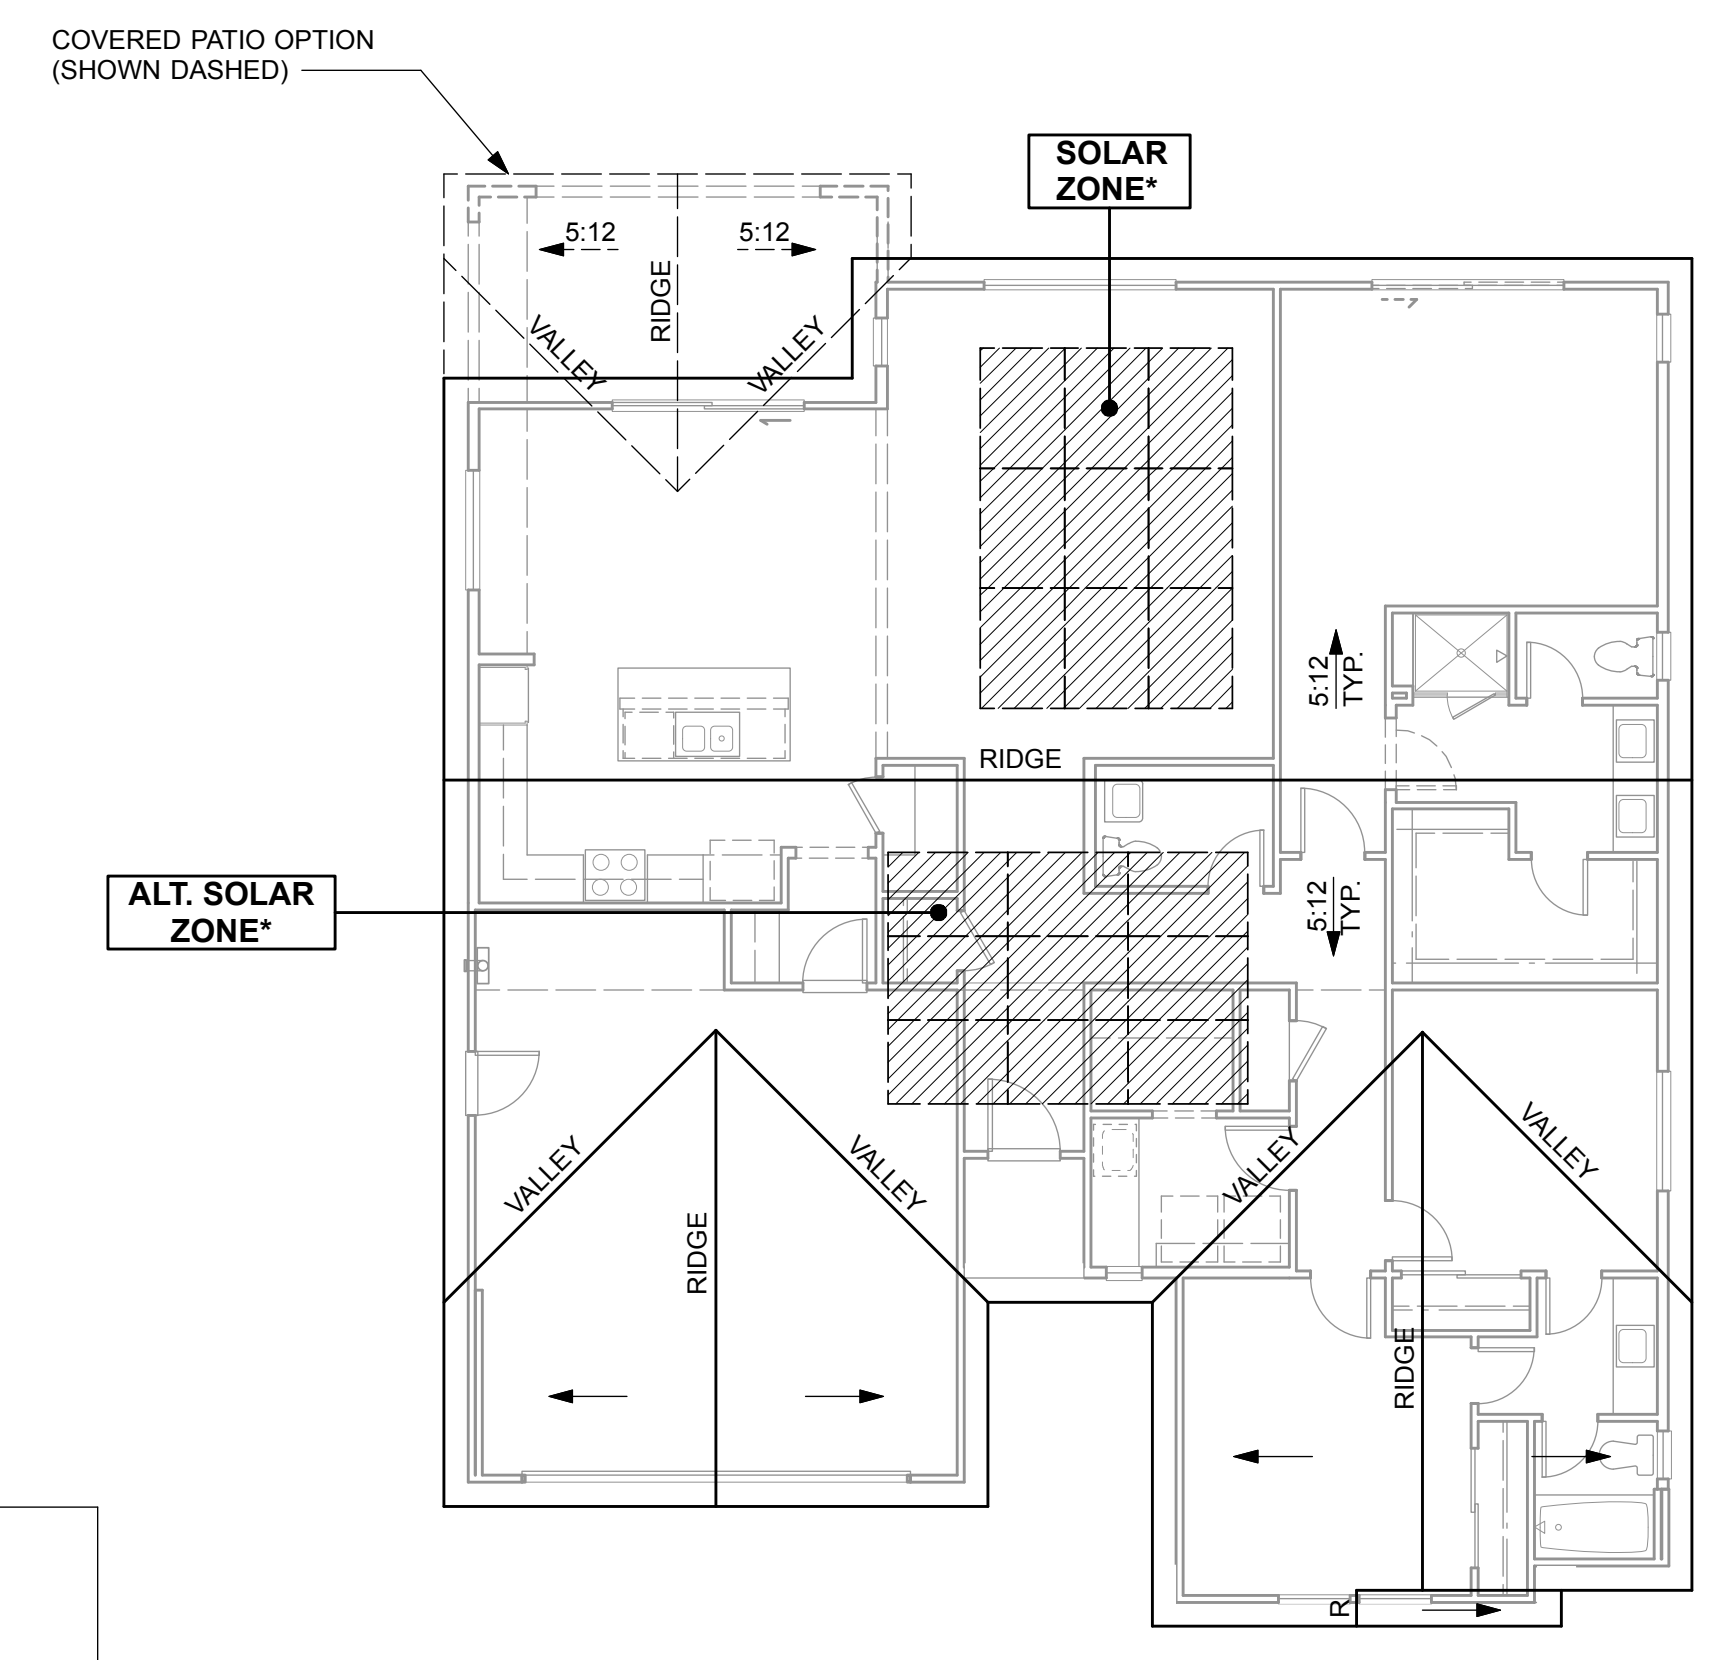 COVERED PATIO OPTION
(SHOWN DASHED)
SOLAR
ZONE*
5:12
5:12
RIDGE
VALLEY
VALLEY
5:12
TYP.
RIDGE
ALT. SOLAR
ZONE*
5:12
TYP.
VALLEY
VALLEY
VALLEY
VALLEY
RIDGE
RIDGE
R